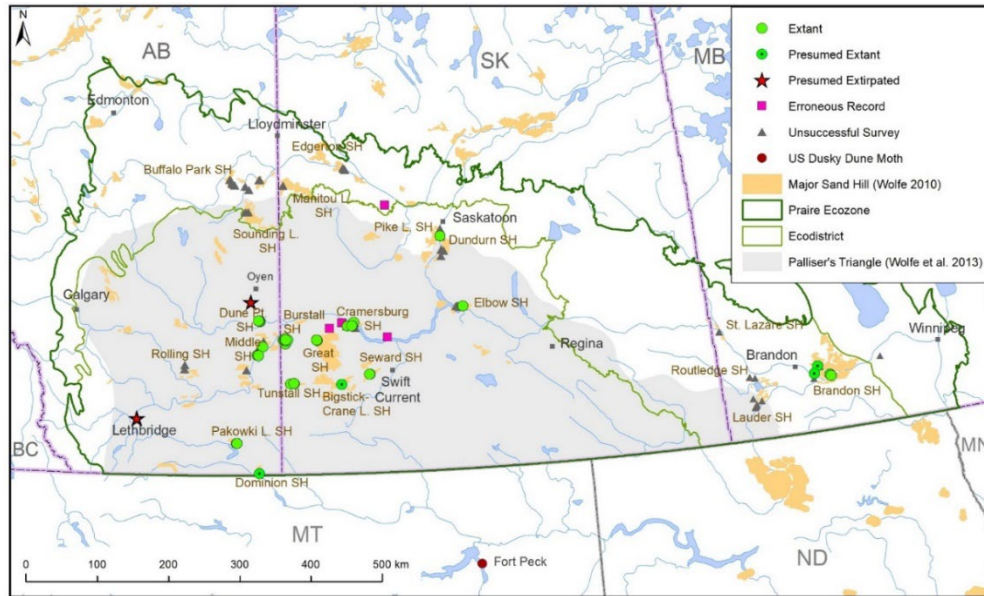 N
AB
SK
MB
Edmonton
Lloydminster
Edgerton SH
Buffalo Park SH
Manitou L.
SH
Sounding L.
SH
Pike L. SH
Saskatoon
Dundurn SH
Oyen
Calgary
Dune Pt.
SH
Burstall
SH
Cramersburg
SH
Elbow SH
Middle
SH
Rolling SH
Great
SH
Seward SH
Regina
St. Lazare SH
Winnipeg
Brandon
Routledge SH
Brandon SH
Tunstall SH
Bigstick-
Crane L. SH
Swift
Current
Lauder SH
Lethbridge
BC
Pakowki L. SH
Dominion SH
MN
MT
ND
Fort Peck
0 100 200 300 400 500 km
Extant
Presumed Extant
Presumed Extirpated
Erroneous Record
Unsuccessful Survey
US Dusky Dune Moth
Major Sand Hill (Wolfe 2010)
Praire Ecozone
Ecodistrict
Palliser's Triangle (Wolfe et al. 2013)